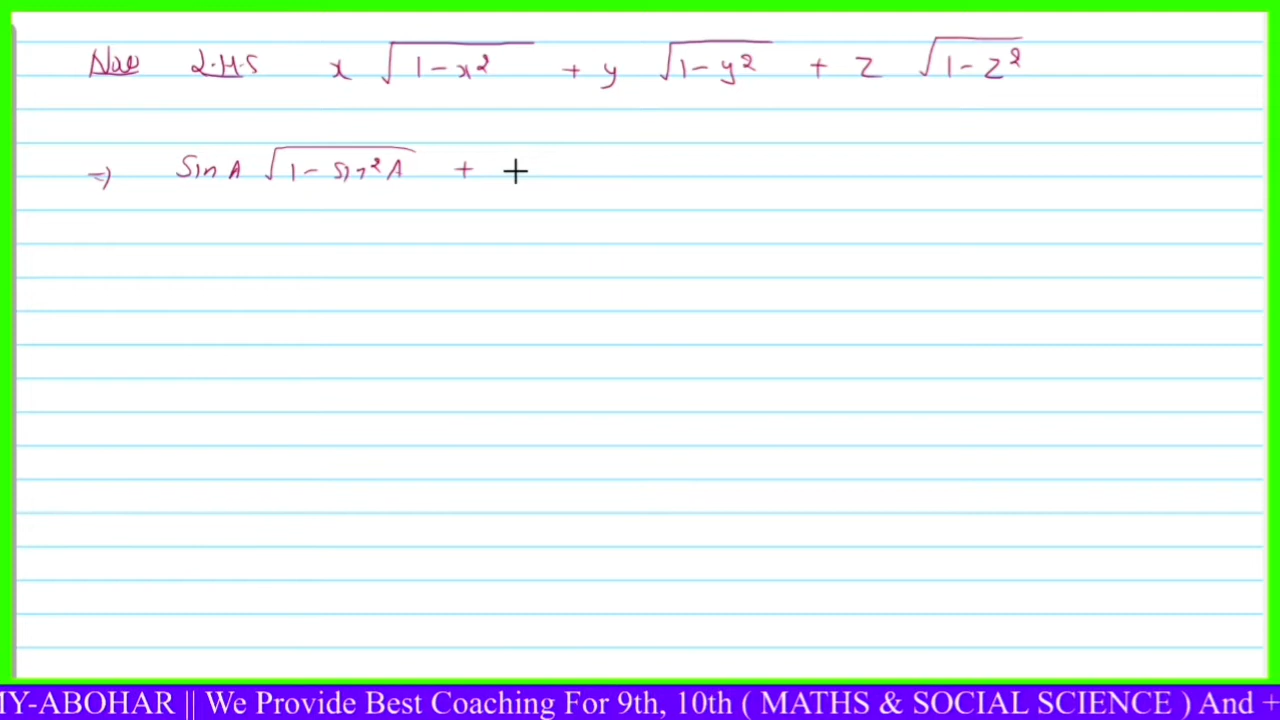 Now L.H.S x √1-x² + y √1-y² + z √1-z²
⇒ Sin A √1- Sin²A +
MY-ABOHAR || We Provide Best Coaching For 9th, 10th ( MATHS & SOCIAL SCIENCE ) And +